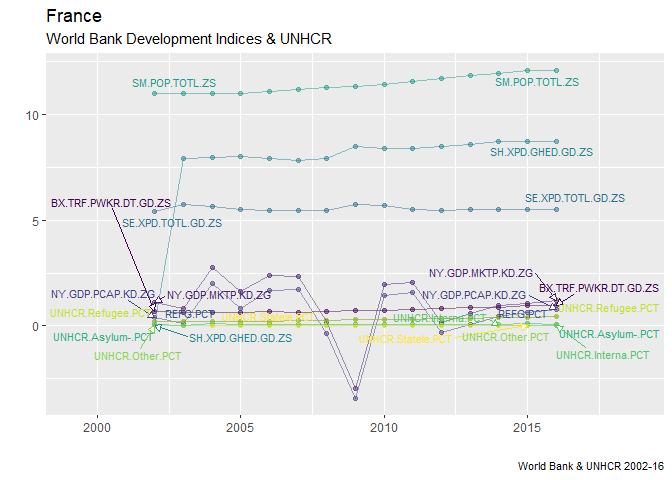 France
World Bank Development Indices & UNHCR
SM.POP.TOTL.ZS
SM.POP.TOTL.ZS
10
SH.XPD.GHED.GD.ZS
BX.TRF.PWKR.DT.GD.ZS
SE.XPD.TOTL.GD.ZS
SE.XPD.TOTL.GD.ZS
5
NY.GDP.MKTP.KD.ZG
BX.TRF.PWKR.DT.GD.ZS
NY.GDP.PCAP.KD.ZG
NY.GDP.MKTP.KD.ZG
NY.GDP.PCAP.KD.ZG
UNHCR.Refugee.PCT
REFG.PCT
REFG.PCT
UNHCR.Refugee.PCT
0
UNHCR.Asylum-.PCT
SH.XPD.GHED.GD.ZS
UNHCR.Statele.PCT
UNHCR.Other.PCT
UNHCR.Asylum-.PCT
UNHCR.Other.PCT
UNHCR.Interna.PCT
2000
2005
2010
2015
World Bank & UNHCR 2002-16